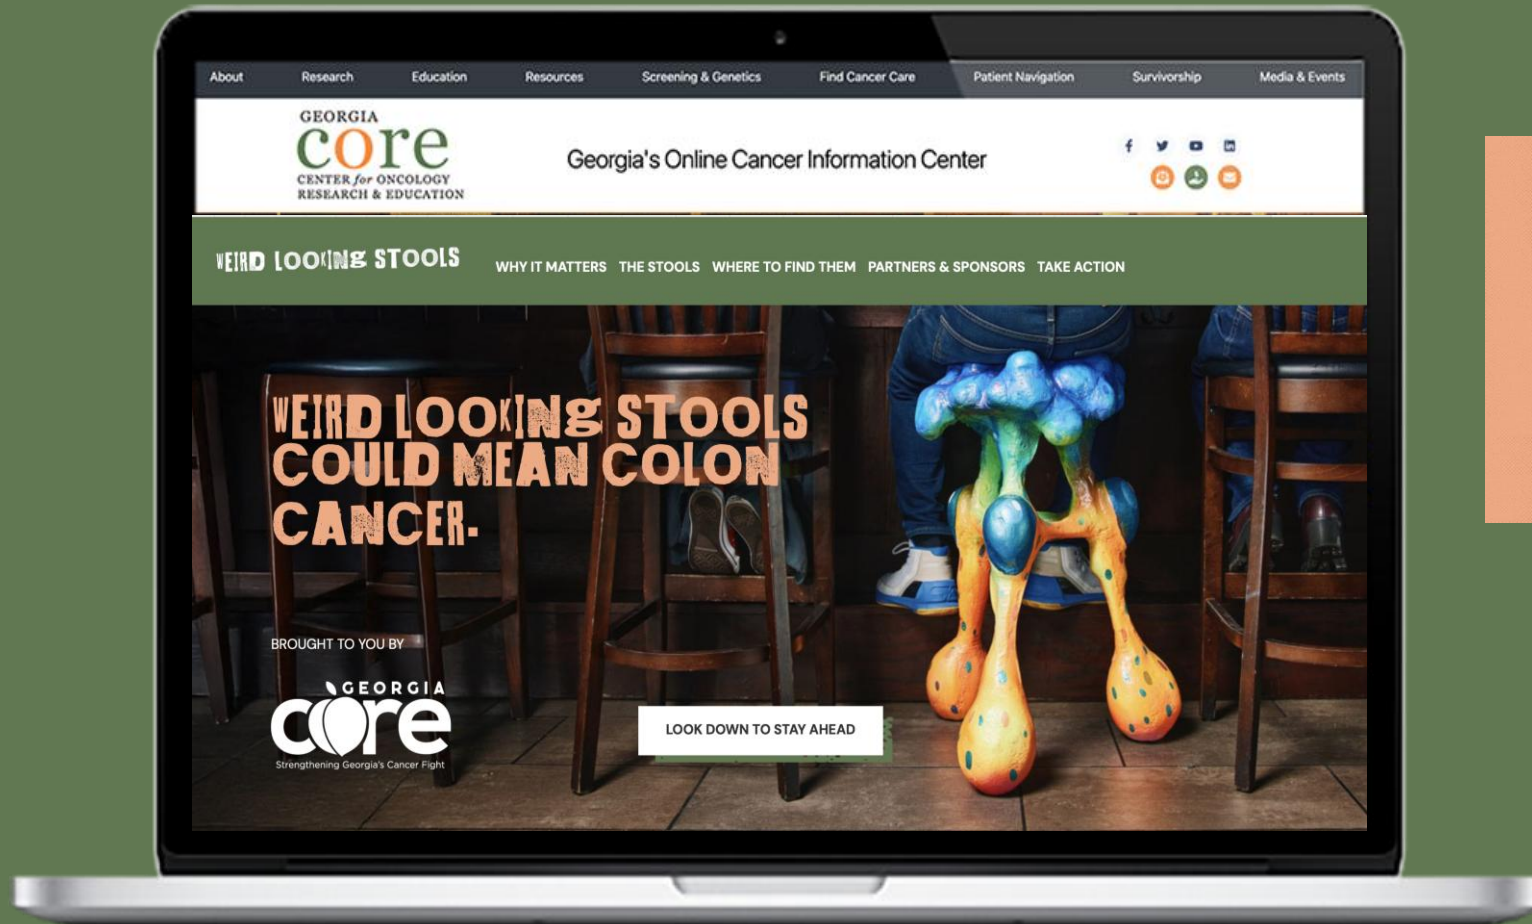 About Research Education Resources Screening & Genetics Find Cancer Care Patient Navigation Survivorship Media & Events
GEORGIA
core
CENTER for ONCOLOGY
RESEARCH & EDUCATION
Georgia's Online Cancer Information Center
WEIRD LOOKING STOOLS
WHY IT MATTERS THE STOOLS WHERE TO FIND THEM PARTNERS & SPONSORS TAKE ACTION
WEIRD LOOKING STOOLS
COULD MEAN COLON
CANCER.
BROUGHT TO YOU BY
GEORGIA
core
Strengthening Georgia's Cancer Fight
LOOK DOWN TO STAY AHEAD